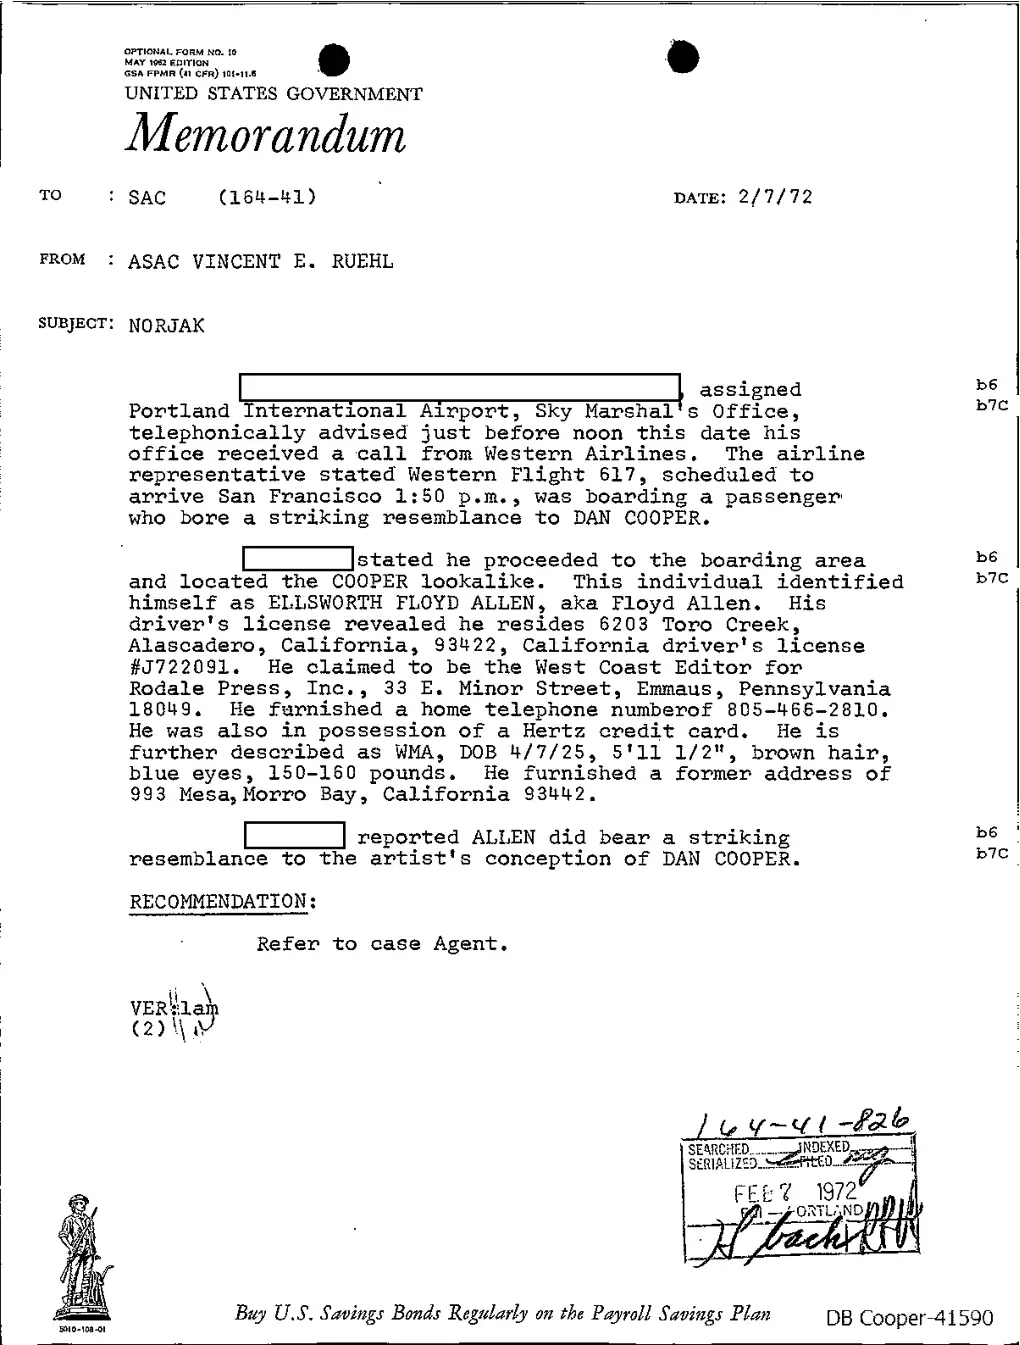 OPTIONAL FORM NO. 10
MAY 1962 EDITION
GSA FPMR (41 CFR) 101-11.6
UNITED STATES GOVERNMENT
Memorandum
TO : SAC (164-41) DATE: 2/7/72
FROM : ASAC VINCENT E. RUEHL
SUBJECT: NORJAK
, assigned b6
Portland International Airport, Sky Marshal's Office, b7C
telephonically advised just before noon this date his
office received a call from Western Airlines. The airline
representative stated Western Flight 617, scheduled to
arrive San Francisco 1:50 p.m., was boarding a passenger
who bore a striking resemblance to DAN COOPER.
stated he proceeded to the boarding area b6
and located the COOPER lookalike. This individual identified b7C
himself as ELLSWORTH FLOYD ALLEN, aka Floyd Allen. His
driver's license revealed he resides 6203 Toro Creek,
Alascadero, California, 93422, California driver's license
#J722091. He claimed to be the West Coast Editor for
Rodale Press, Inc., 33 E. Minor Street, Emmaus, Pennsylvania
18049. He furnished a home telephone numberof 805-466-2810.
He was also in possession of a Hertz credit card. He is
further described as WMA, DOB 4/7/25, 5'11 1/2", brown hair,
blue eyes, 150-160 pounds. He furnished a former address of
993 Mesa, Morro Bay, California 93442.
reported ALLEN did bear a striking b6
resemblance to the artist's conception of DAN COOPER. b7C
RECOMMENDATION:
Refer to case Agent.
VER:lam
(2)
164-41-826
SEARCHED INDEXED
SERIALIZED FILED
FEB 7 1972
PORTLAND
5010-108-01
Buy U.S. Savings Bonds Regularly on the Payroll Savings Plan
DB Cooper-41590